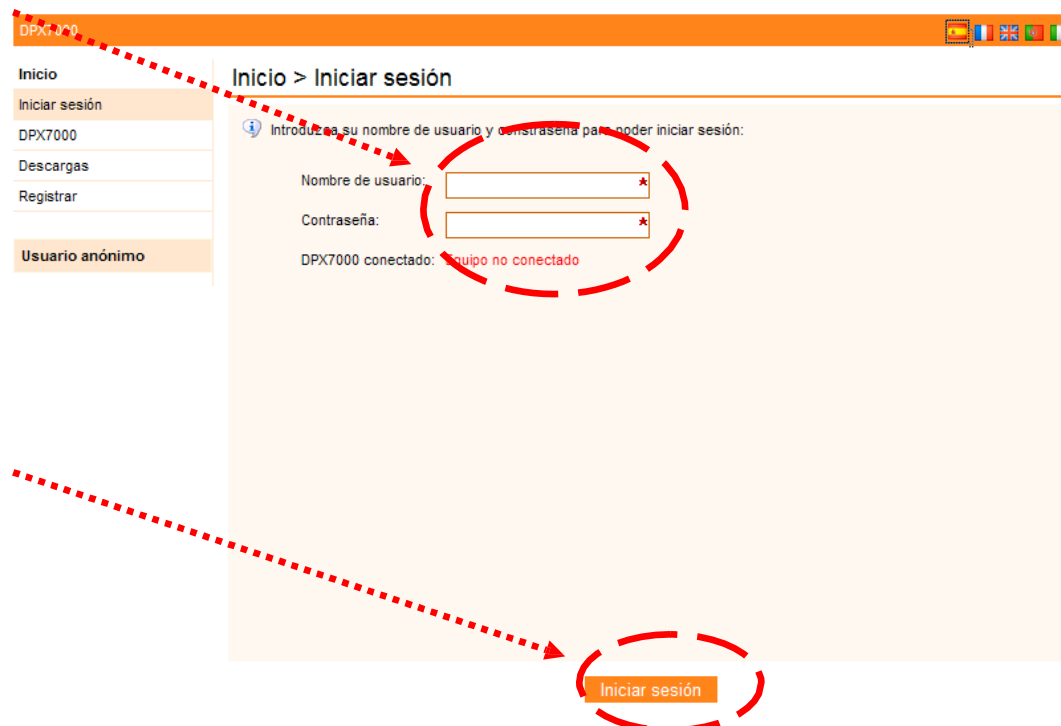 DPX7000
Inicio
Iniciar sesión
DPX7000
Descargas
Registrar
Usuario anónimo
Inicio > Iniciar sesión
Introduzca su nombre de usuario y constraseña para poder iniciar sesión:
Nombre de usuario:
Contraseña:
DPX7000 conectado: Equipo no conectado
Iniciar sesión